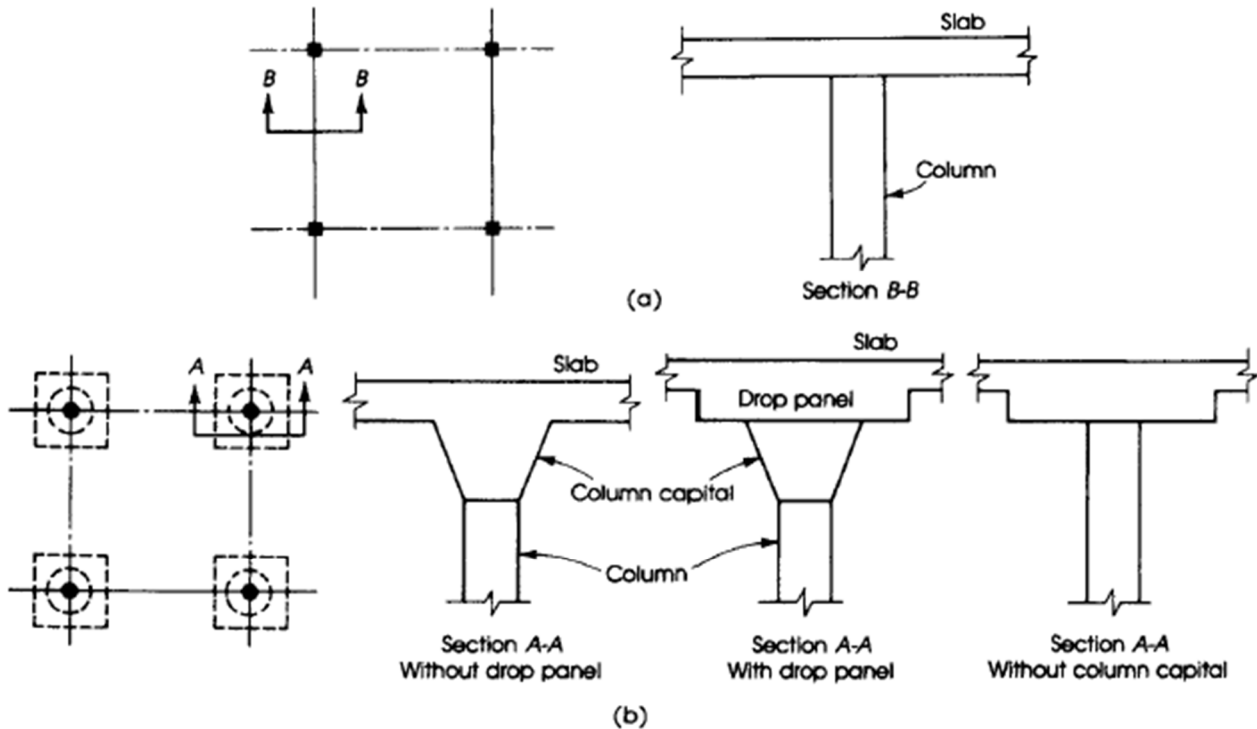 Slab
B B
Column
Section B-B
(a)
A A
Slab
Slab
Drop panel
Column capital
Column
Section A-A
Without drop panel
Section A-A
With drop panel
Section A-A
Without column capital
(b)